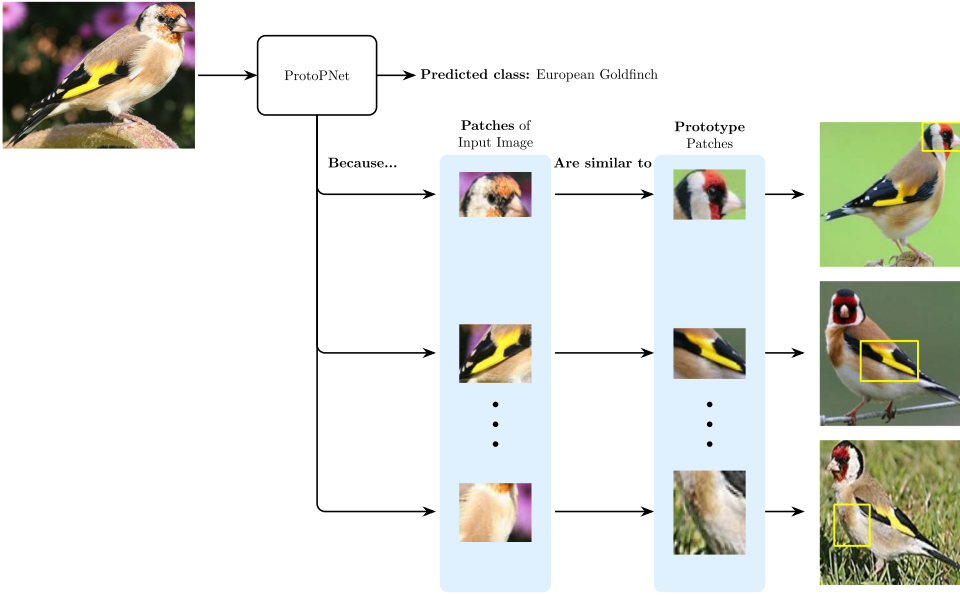 ProtoPNet
Predicted class: European Goldfinch
Patches of
Input Image
Prototype
Patches
Because...
Are similar to